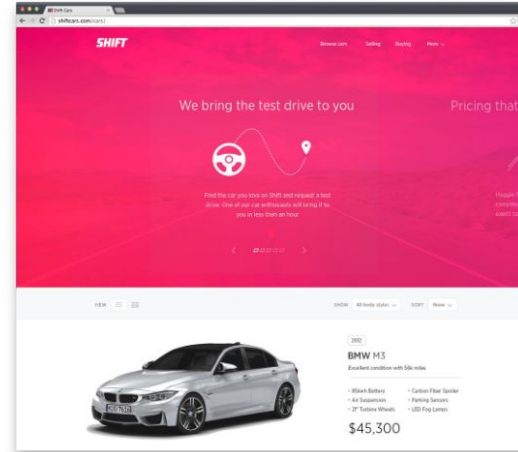 Shift Cars
shiftcars.com/cars/
SHIFT
Browse cars Selling Buying More
We bring the test drive to you
Pricing that
Find the car you love on Shift and request a test
drive. One of our car enthusiasts will bring it to
you in less than an hour
VIEW
SHOW All body styles SORT None
2012
BMW M3
Excellent condition with 56k miles
• 85kwh Battery
• Air Suspension
• 21" Turbine Wheels
• Carbon Fiber Spoiler
• Parking Sensors
• LED Fog Lamps
$45,300